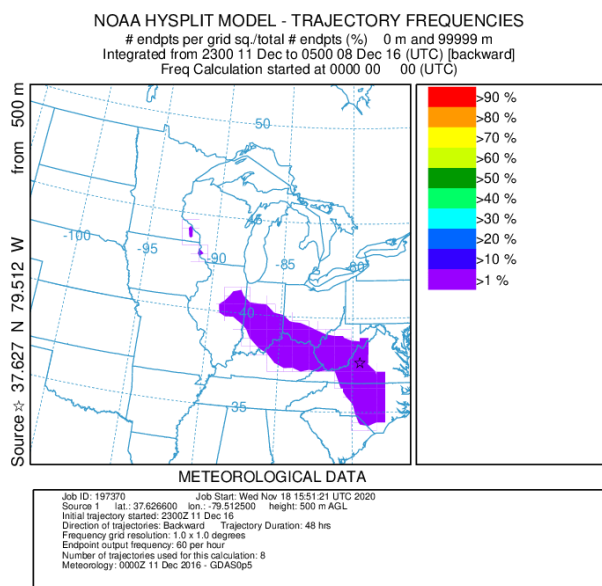 NOAA HYSPLIT MODEL - TRAJECTORY FREQUENCIES
# endpts per grid sq./total # endpts (%)    0 m and 99999 m
Integrated from 2300 11 Dec to 0500 08 Dec 16 (UTC) [backward]
Freq Calculation started at 0000 00    00 (UTC)
Source ☆ 37.627 N 79.512 W    from 500 m
50
45
-100
-95
-90
-85
-80
40
35
>90 %
>80 %
>70 %
>60 %
>50 %
>40 %
>30 %
>20 %
>10 %
>1 %
METEOROLOGICAL DATA
Job ID: 197370    Job Start: Wed Nov 18 15:51:21 UTC 2020
Source 1    lat.: 37.626600    lon.: -79.512500    height: 500 m AGL
Initial trajectory started: 2300Z 11 Dec 16
Direction of trajectories: Backward    Trajectory Duration: 48 hrs
Frequency grid resolution: 1.0 x 1.0 degrees
Endpoint output frequency: 60 per hour
Number of trajectories used for this calculation: 8
Meteorology: 0000Z 11 Dec 2016 - GDAS0p5